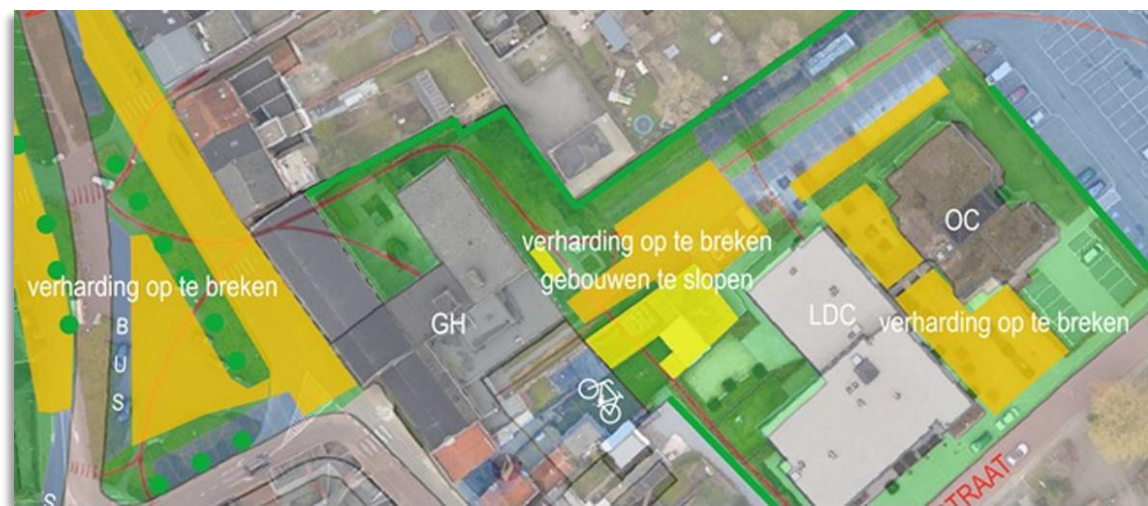 verharding op te breken
gebouwen te slopen
OC
verharding op te breken
BUS
GH
LDC
verharding op te breken
S
STRAAT